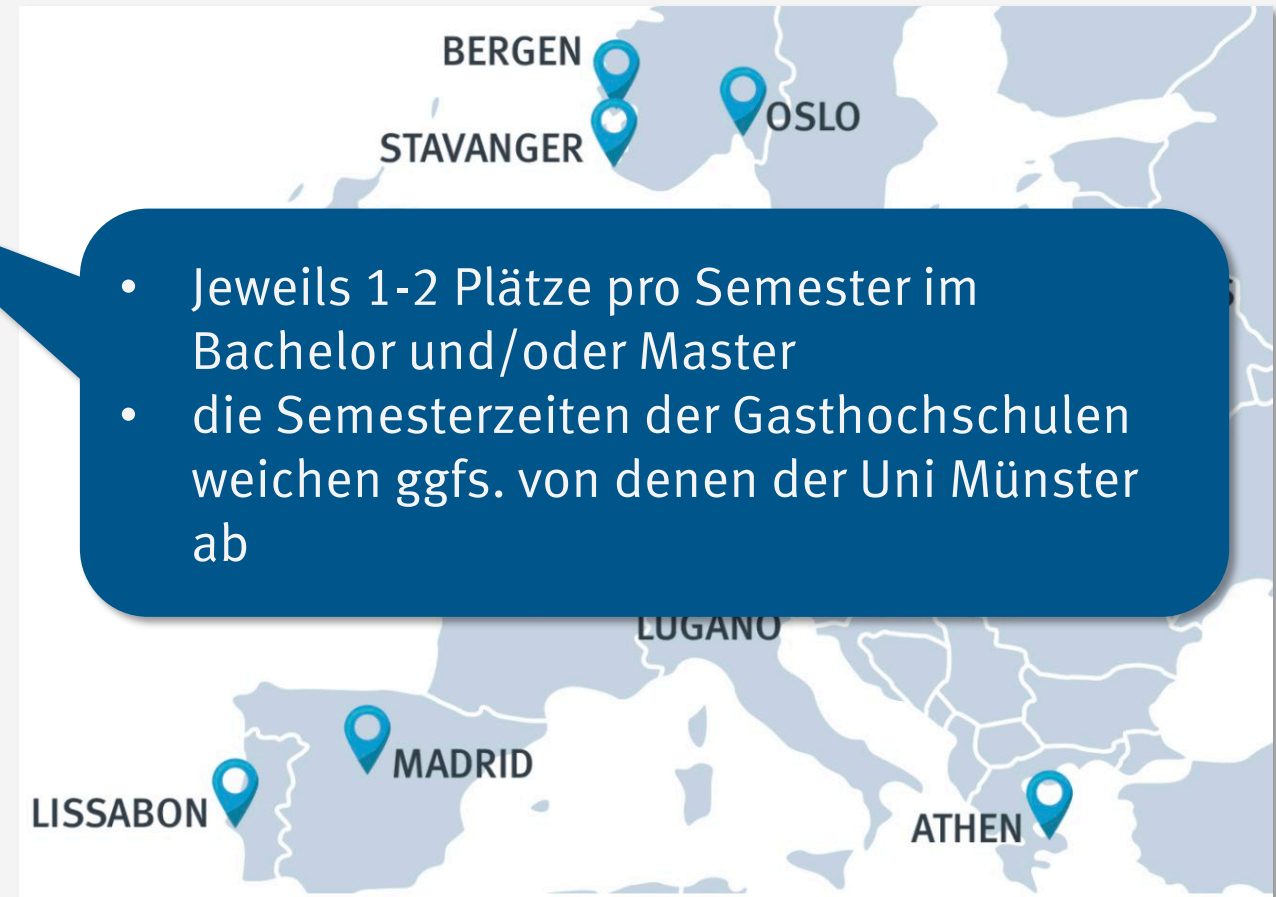 BERGEN
OSLO
STAVANGER
• Jeweils 1-2 Plätze pro Semester im
Bachelor und/oder Master
• die Semesterzeiten der Gasthochschulen
weichen ggfs. von denen der Uni Münster
ab
LUGANO
MADRID
LISSABON
ATHEN